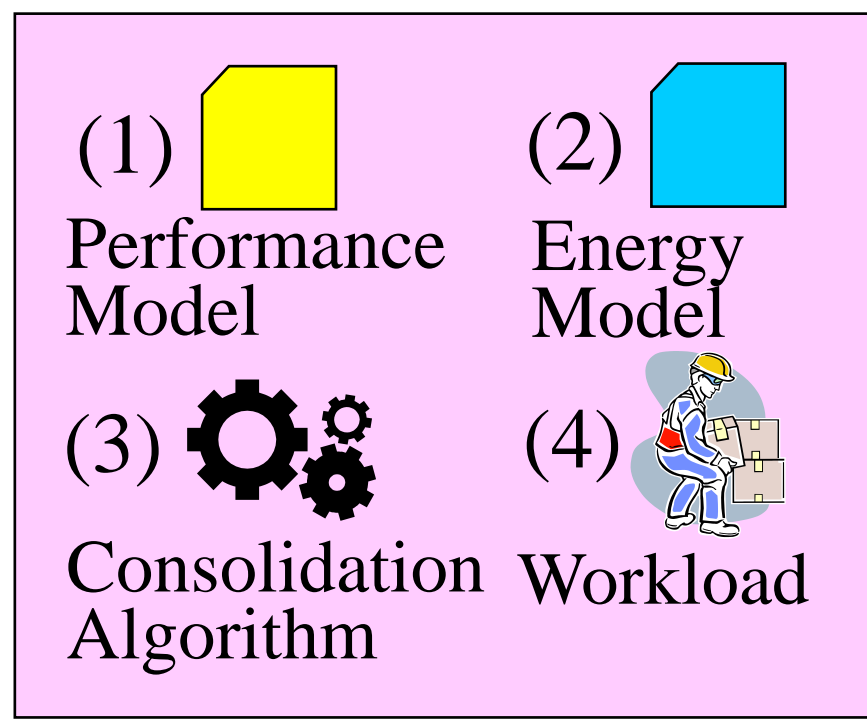 (1)
Performance
Model
(2)
Energy
Model
(3)
Consolidation
Algorithm
(4)
Workload